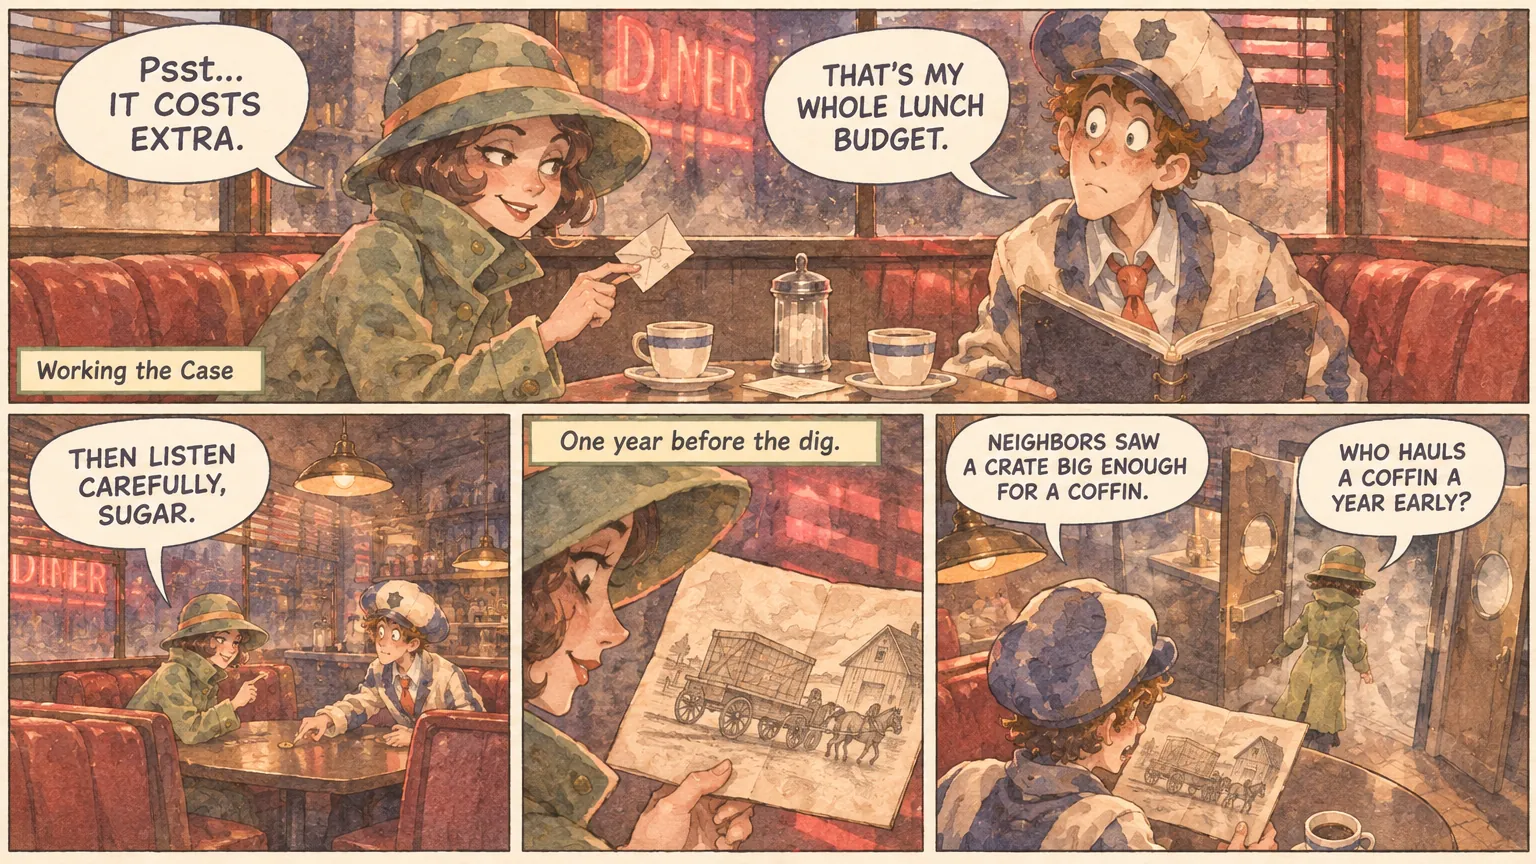 Psst...
IT COSTS
EXTRA.
DINER
THAT'S MY
WHOLE LUNCH
BUDGET.
Working the Case
THEN LISTEN
CAREFULLY,
SUGAR.
DINER
One year before the dig.
NEIGHBORS SAW
A CRATE BIG ENOUGH
FOR A COFFIN.
WHO HAULS
A COFFIN A
YEAR EARLY?